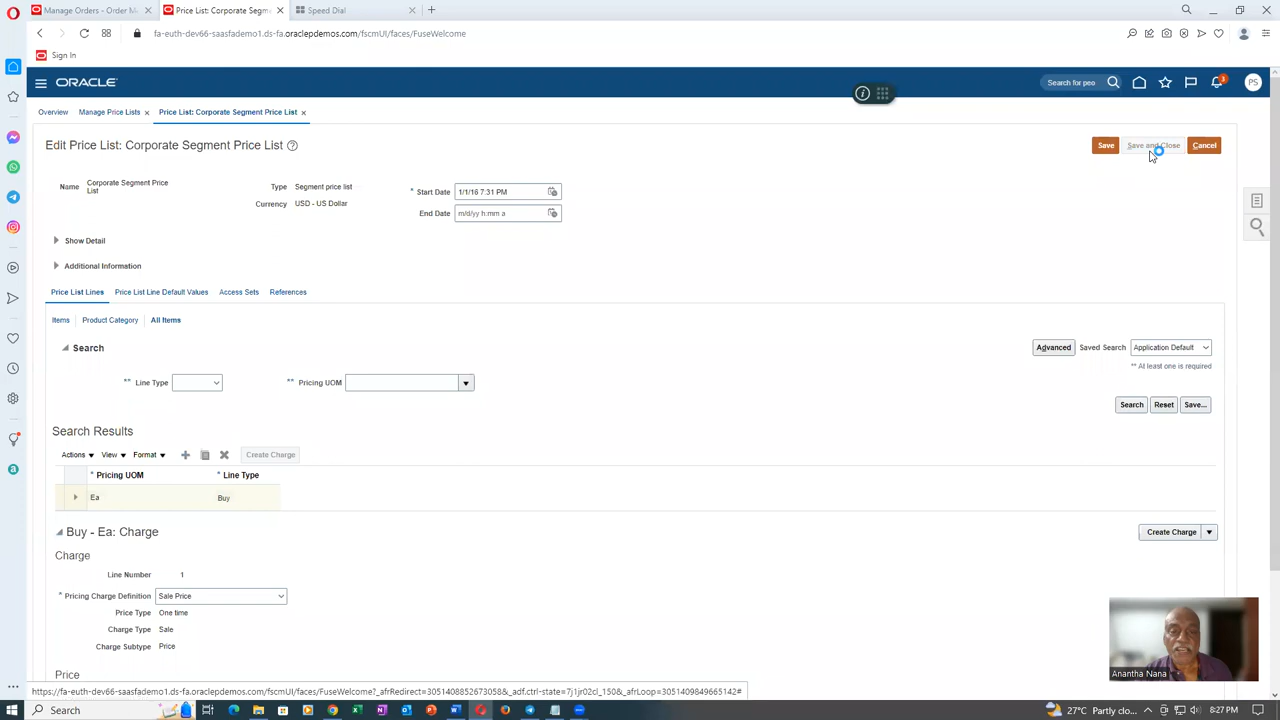 Manage Orders - Order M
Price List: Corporate Segm
Speed Dial
fa-euth-dev66-saasfademo1.ds-fa.oraclepdemos.com/fscmUI/faces/FuseWelcome
Sign In
ORACLE
Search for peo
3
PS
Overview
Manage Price Lists
Price List: Corporate Segment Price List
Edit Price List: Corporate Segment Price List
Save
Save and Close
Cancel
Name
Corporate Segment Price
List
Type
Segment price list
* Start Date
1/1/16 7:31 PM
Currency
USD - US Dollar
End Date
m/d/yy h:mm a
Show Detail
Additional Information
Price List Lines
Price List Line Default Values
Access Sets
References
Items
Product Category
All Items
Search
Advanced
Saved Search
Application Default
** At least one is required
** Line Type
** Pricing UOM
Search
Reset
Save...
Search Results
Actions
View
Format
Create Charge
* Pricing UOM
* Line Type
Ea
Buy
Buy - Ea: Charge
Create Charge
Charge
Line Number
1
* Pricing Charge Definition
Sale Price
Price Type
One time
Charge Type
Sale
Charge Subtype
Price
Price
Anantha Nana
https://fa-euth-dev66-saasfademo1.ds-fa.oraclepdemos.com/fscmUI/faces/FuseWelcome?_afrRedirect=3051408852673058&_adf.ctrl-state=7j1jr02cl_150&_afrLoop=3051409849665142#
Search
27°C Partly clo...
8:27 PM